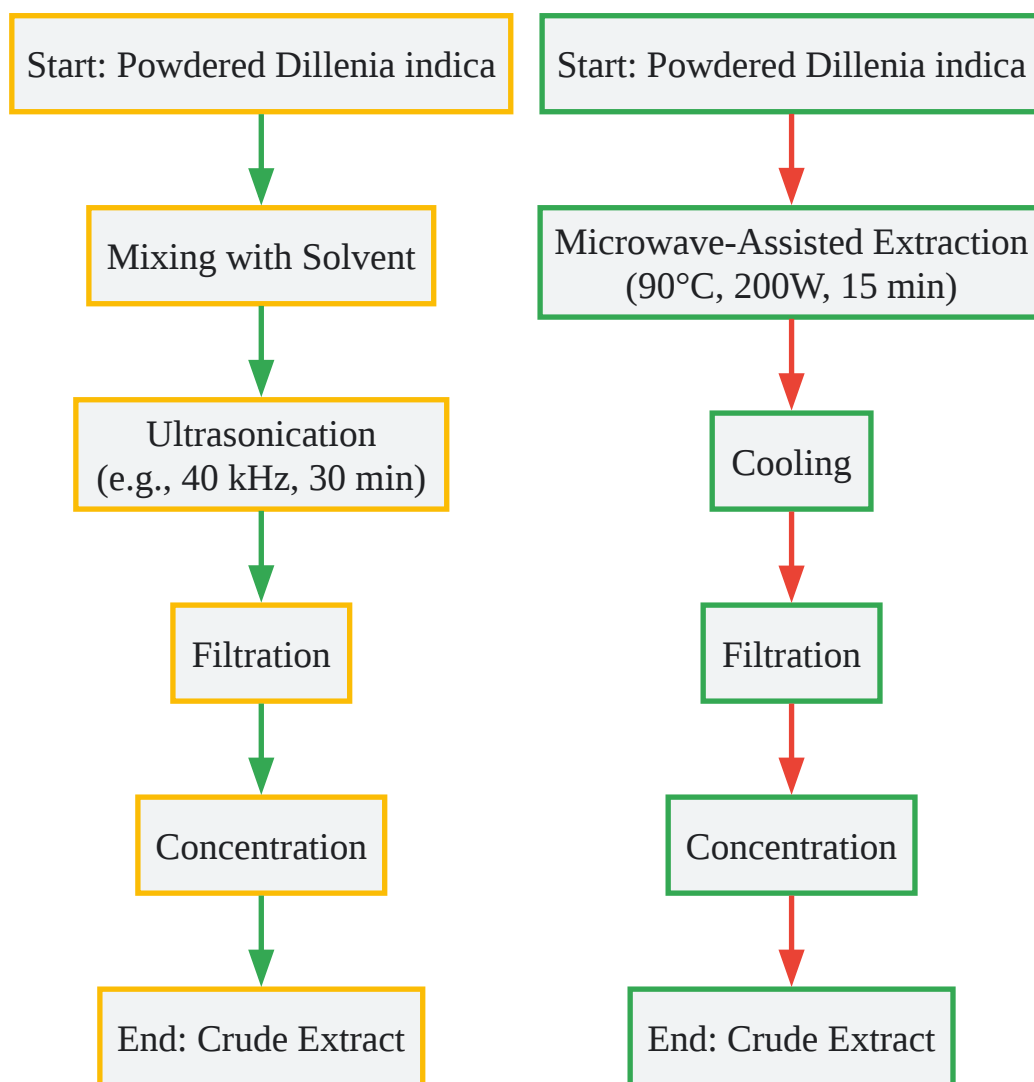 Start: Powdered Dillenia indica
Mixing with Solvent
Ultrasonication
(e.g., 40 kHz, 30 min)
Filtration
Concentration
End: Crude Extract
Start: Powdered Dillenia indica
Microwave-Assisted Extraction
(90°C, 200W, 15 min)
Cooling
Filtration
Concentration
End: Crude Extract